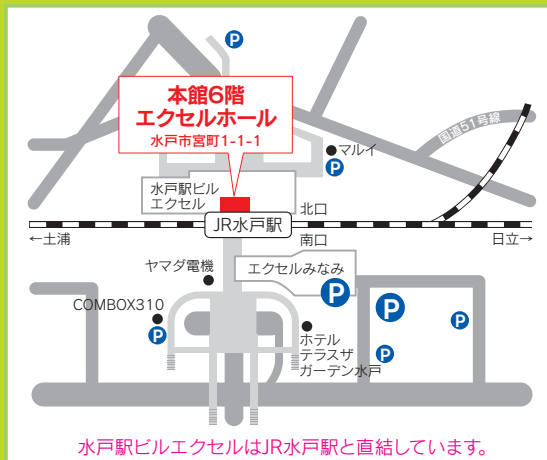 P
本館6階
エクセルホール
水戸市宮町1-1-1
国道51号線
マルイ
P
水戸駅ビル
エクセル
北口
JR水戸駅
←土浦
南口
日立→
ヤマダ電機
エクセルみなみ
P
P
COMBOX310
P
P
P
ホテル
テラスザ
ガーデン水戸
水戸駅ビルエクセルはJR水戸駅と直結しています。